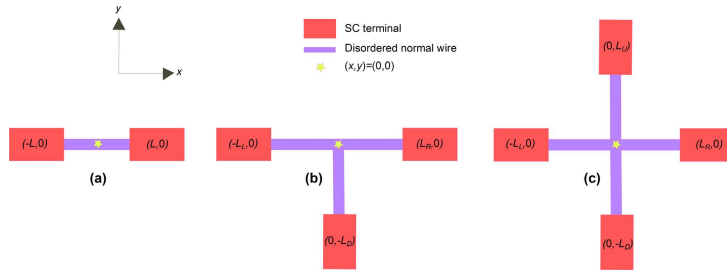 y
x
SC terminal
Disordered normal wire
(x,y)=(0,0)
(0,L_U)
(-L,0)
(L,0)
(-L_L,0)
(L_R,0)
(-L_L,0)
(L_R,0)
(a)
(b)
(c)
(0,-L_D)
(0,-L_D)